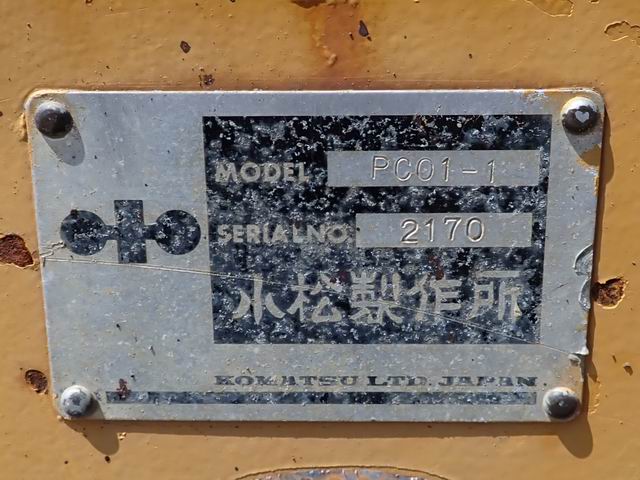 MODEL PC01-1
SERIAL NO. 2170
小松製作所
KOMATSU LTD. JAPAN